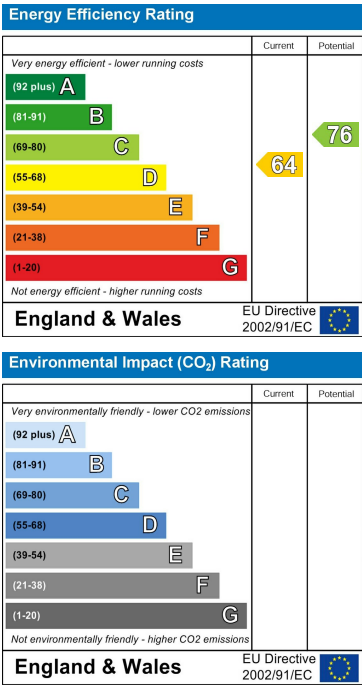 Energy Efficiency Rating
Current Potential
Very energy efficient - lower running costs
(92 plus) A
(81-91) B
(69-80) C
(55-68) D
(39-54) E
(21-38) F
(1-20) G
64
76
Not energy efficient - higher running costs
England & Wales
EU Directive
2002/91/EC
Environmental Impact (CO₂) Rating
Current Potential
Very environmentally friendly - lower CO2 emissions
(92 plus) A
(81-91) B
(69-80) C
(55-68) D
(39-54) E
(21-38) F
(1-20) G
Not environmentally friendly - higher CO2 emissions
England & Wales
EU Directive
2002/91/EC